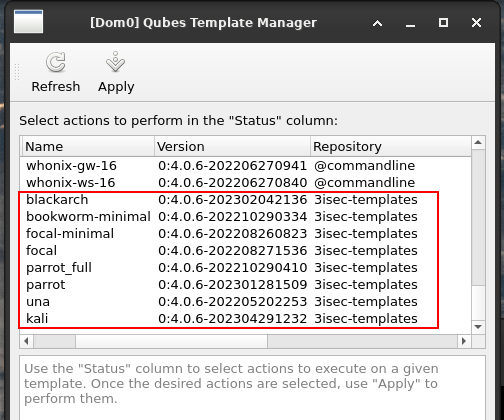 [Dom0] Qubes Template Manager
Refresh Apply
Select actions to perform in the "Status" column:
Name Version Repository
whonix-gw-16 0:4.0.6-202206270941 @commandline
whonix-ws-16 0:4.0.6-202206270840 @commandline
blackarch 0:4.0.6-202302042136 3isec-templates
bookworm-minimal 0:4.0.6-202210290334 3isec-templates
focal-minimal 0:4.0.6-202208260823 3isec-templates
focal 0:4.0.6-202208271536 3isec-templates
parrot_full 0:4.0.6-202210290410 3isec-templates
parrot 0:4.0.6-202301281509 3isec-templates
una 0:4.0.6-202205202253 3isec-templates
kali 0:4.0.6-202304291232 3isec-templates
Use the "Status" column to select actions to execute on a given
template. Once the desired actions are selected, use "Apply" to
perform them.